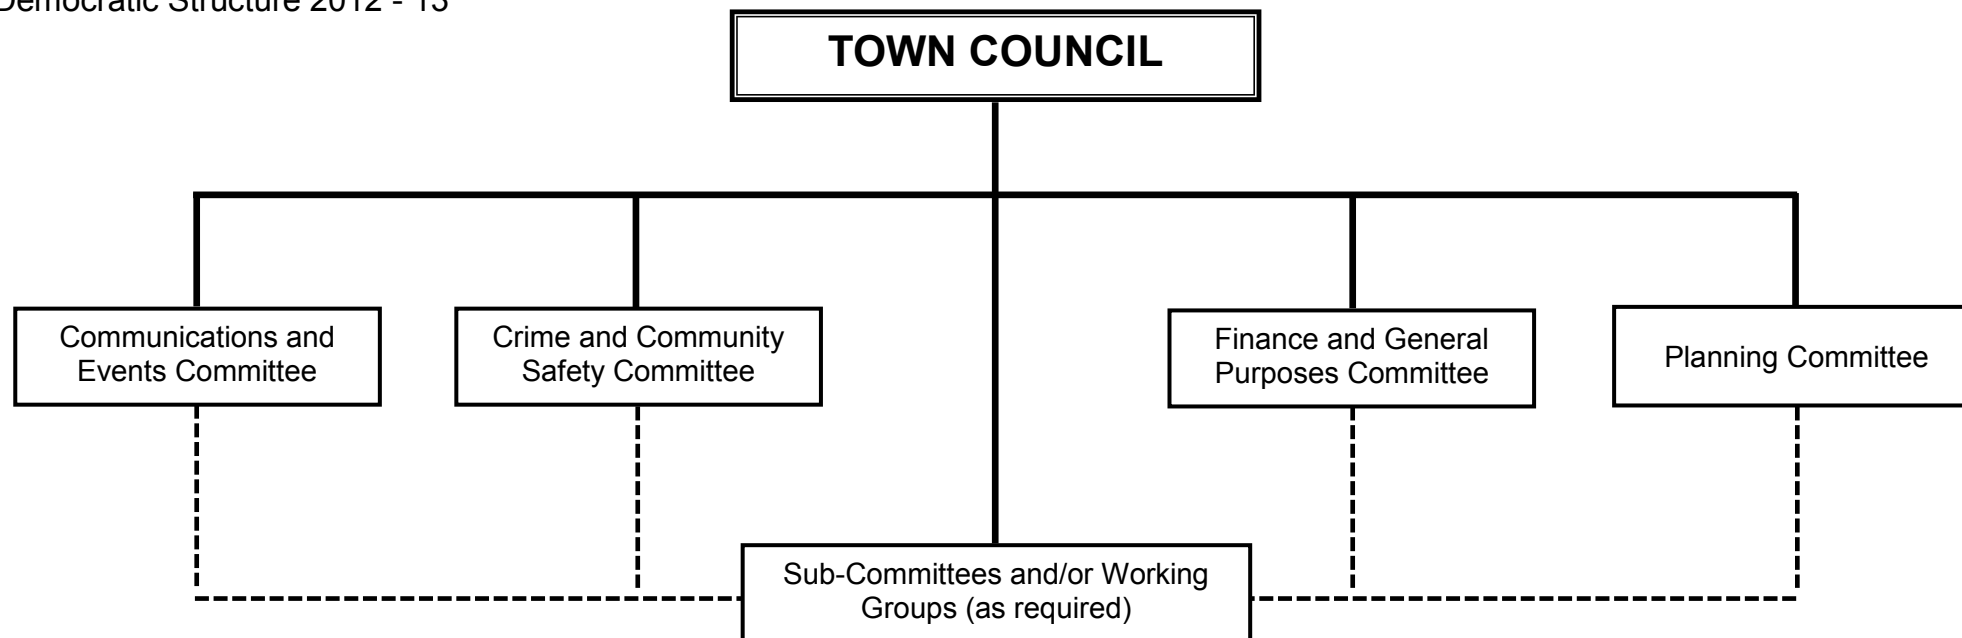 Democratic Structure 2012 - 13
TOWN COUNCIL
Communications and
Events Committee
Crime and Community
Safety Committee
Finance and General
Purposes Committee
Planning Committee
Sub-Committees and/or Working
Groups (as required)